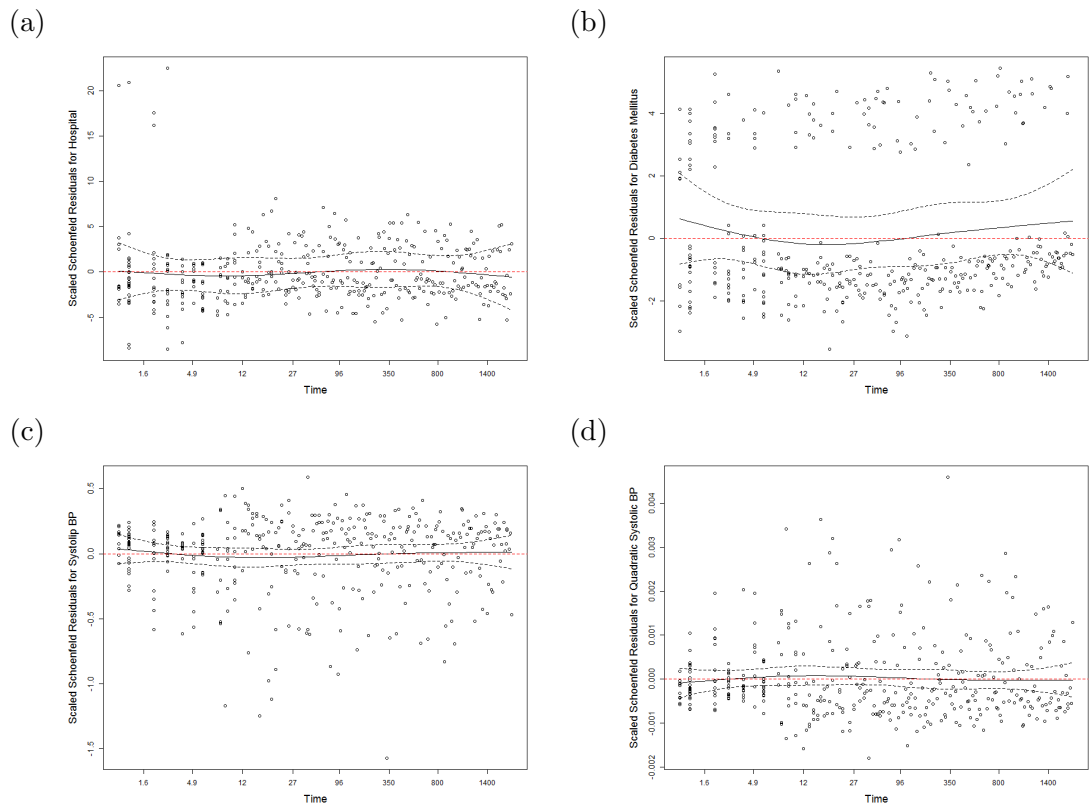 (a)
(b)
Scaled Schoenfeld Residuals for Hospital
20
15
10
5
0
-5
1.6 4.9 12 27 96 350 800 1400
Time
Scaled Schoenfeld Residuals for Diabetes Mellitus
4
2
0
-2
1.6 4.9 12 27 96 350 800 1400
Time
(c)
(d)
Scaled Schoenfeld Residuals for Systolip BP
0.5
0.0
-0.5
-1.0
-1.5
1.6 4.9 12 27 96 350 800 1400
Time
Scaled Schoenfeld Residuals for Quadratic Systolic BP
0.004
0.003
0.002
0.001
0.000
-0.001
-0.002
1.6 4.9 12 27 96 350 800 1400
Time